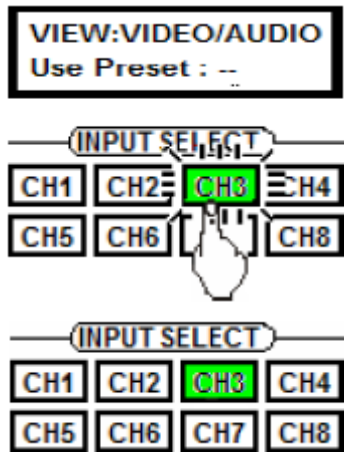 VIEW:VIDEO/AUDIO
Use Preset : --
INPUT SELECT
CH1 CH2 CH3 CH4
CH5 CH6 CH8
INPUT SELECT
CH1 CH2 CH3 CH4
CH5 CH6 CH7 CH8